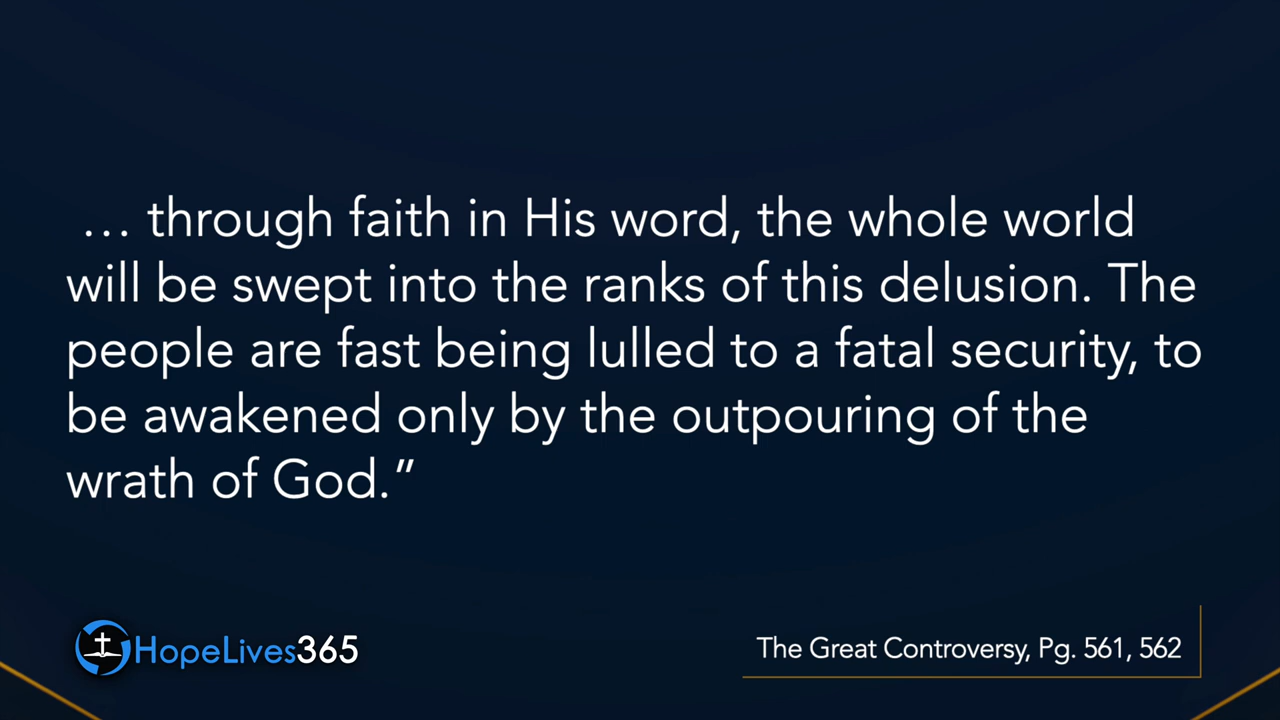 … through faith in His word, the whole world
will be swept into the ranks of this delusion. The
people are fast being lulled to a fatal security, to
be awakened only by the outpouring of the
wrath of God.”
HopeLives365
The Great Controversy, Pg. 561, 562